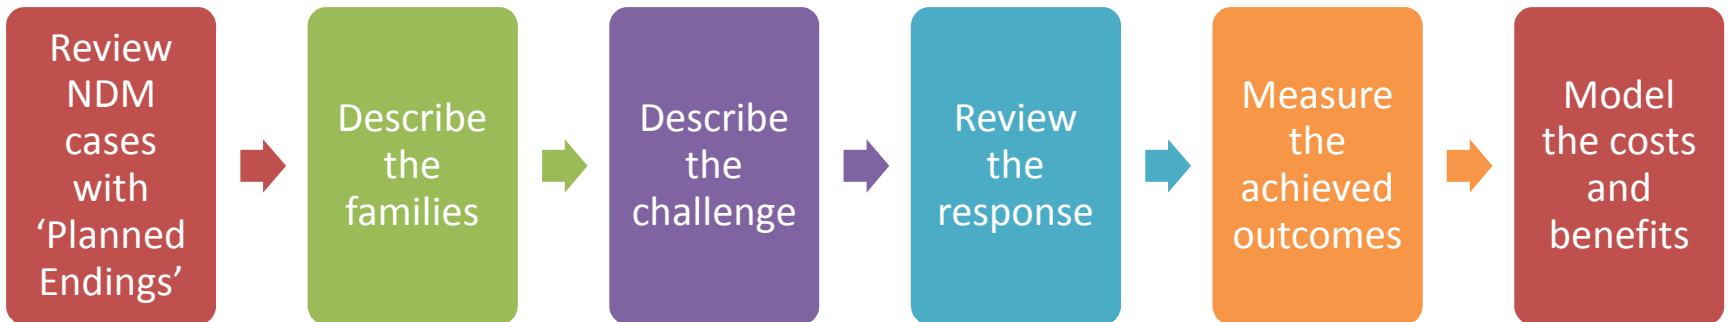 Review
NDM
cases
with
‘Planned
Endings’
Describe
the
families
Describe
the
challenge
Review
the
response
Measure
the
achieved
outcomes
Model
the costs
and
benefits